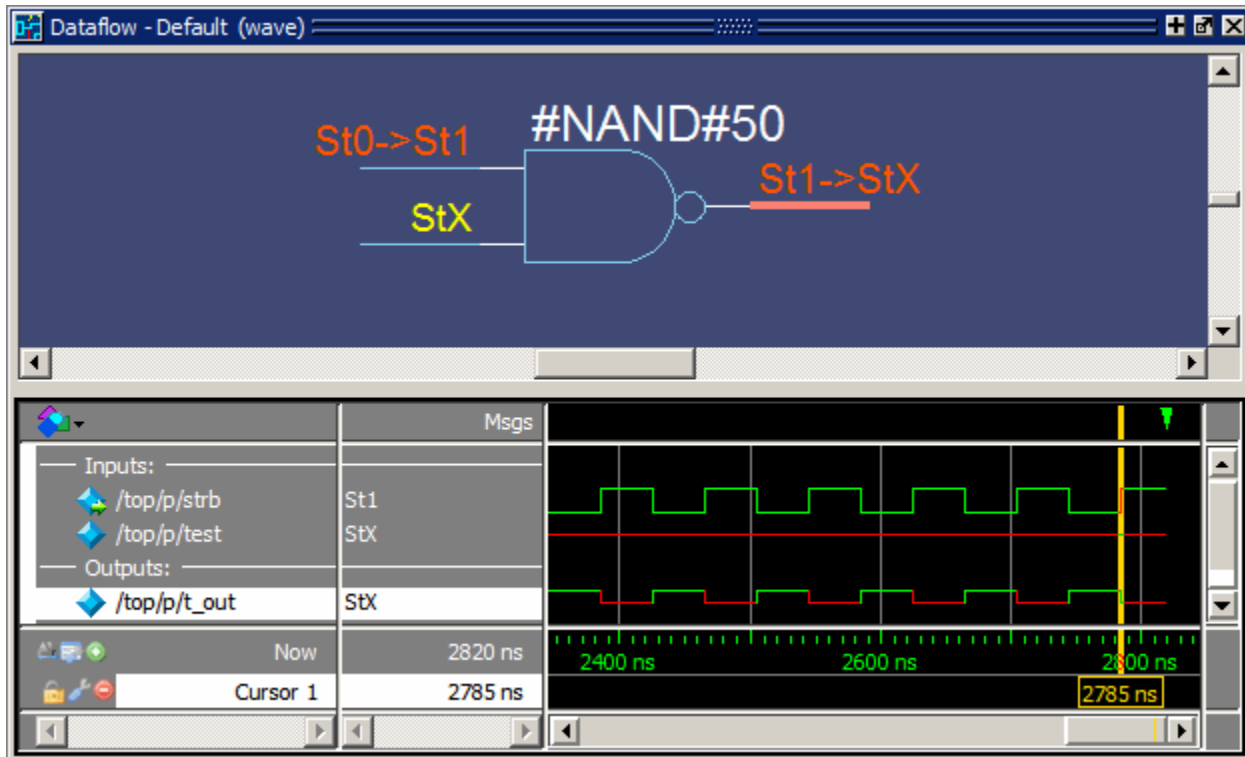 Dataflow - Default (wave)
#NAND#50
St0->St1
St1->StX
StX
Msgs
Inputs:
/top/p/strb St1
/top/p/test StX
Outputs:
/top/p/t_out StX
Now 2820 ns
2400 ns 2600 ns 2800 ns
Cursor 1 2785 ns 2785 ns